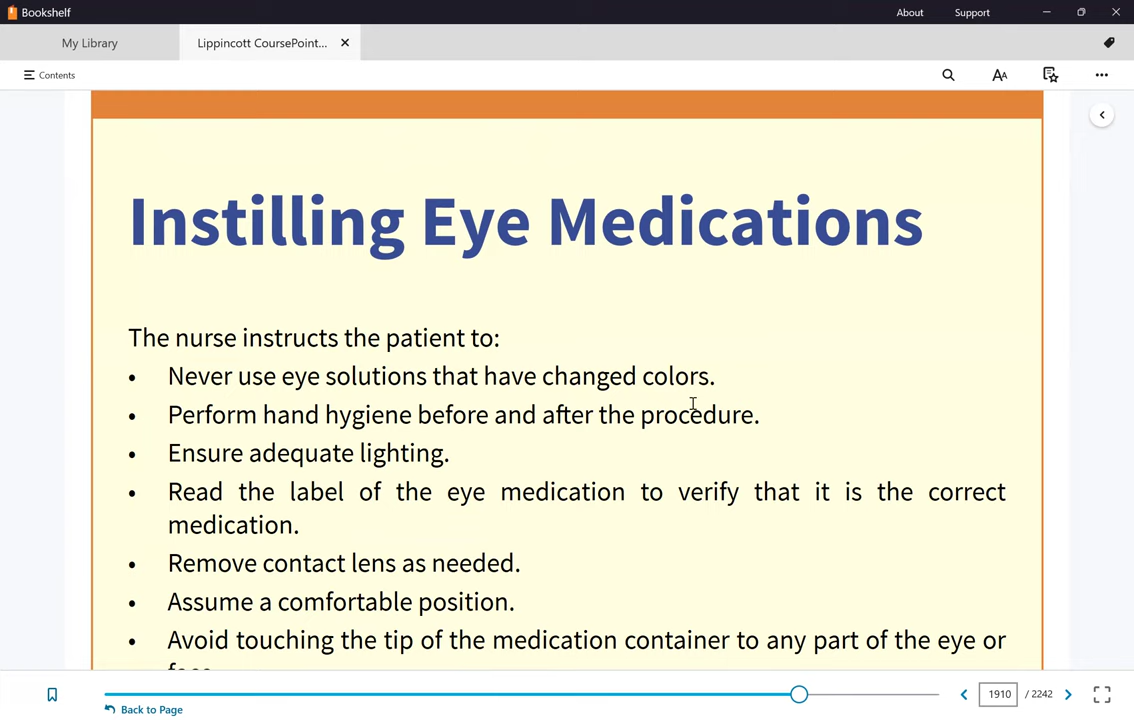 Bookshelf
About
Support
My Library
Lippincott CoursePoint...
Contents
AA
Instilling Eye Medications
The nurse instructs the patient to:
• Never use eye solutions that have changed colors.
• Perform hand hygiene before and after the procedure.
• Ensure adequate lighting.
• Read the label of the eye medication to verify that it is the correct
medication.
• Remove contact lens as needed.
• Assume a comfortable position.
• Avoid touching the tip of the medication container to any part of the eye or
1910 / 2242
Back to Page